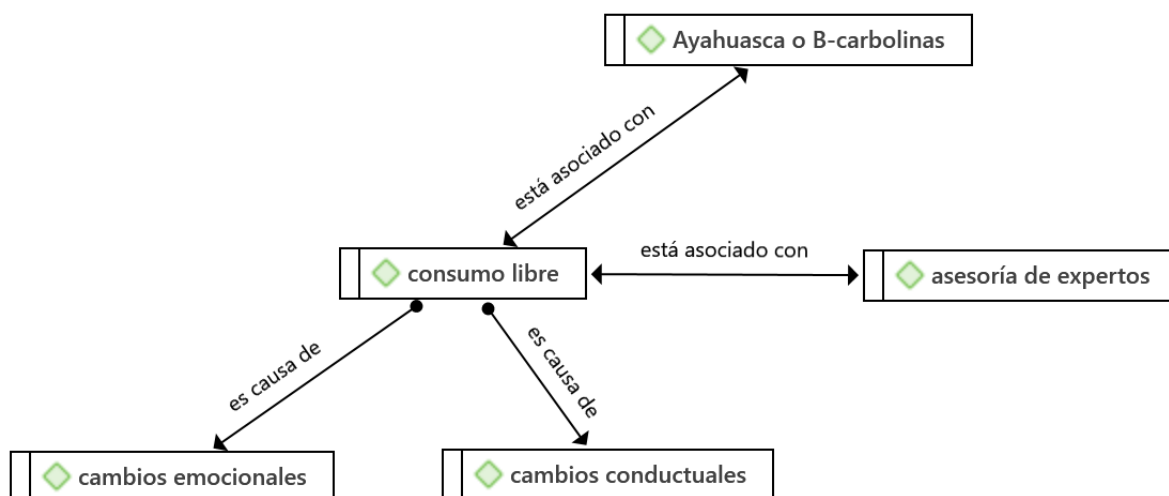 Ayahuasca o B-carbolinas
está asociado con
consumo libre
está asociado con
asesoría de expertos
es causa de
es causa de
cambios emocionales
cambios conductuales